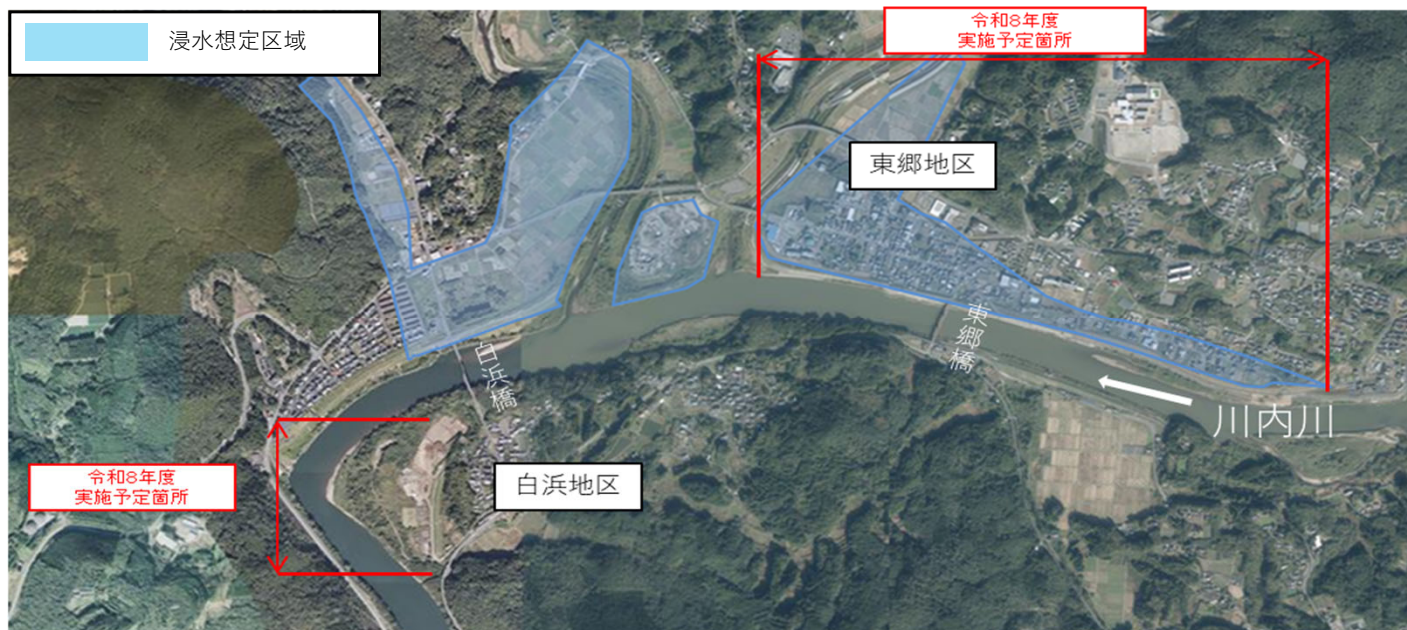 浸水想定区域
令和8年度
実施予定箇所
東郷地区
東郷橋
白浜橋
川内川
令和8年度
実施予定箇所
白浜地区